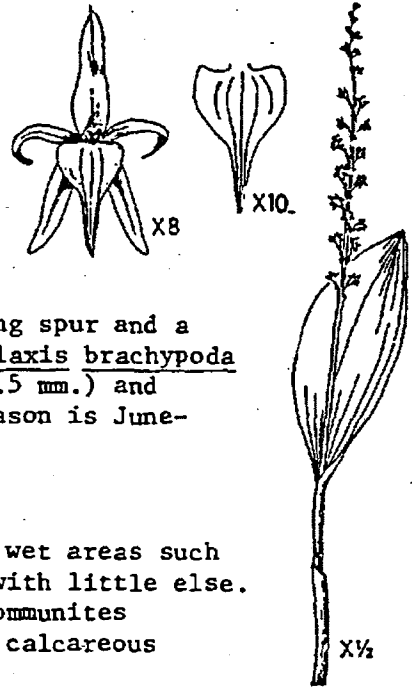 X8
X10
ng spur and a
laxis brachypoda
.5 mm.) and
ason is June-
wet areas such
with little else.
ommunites
calcareous
X½